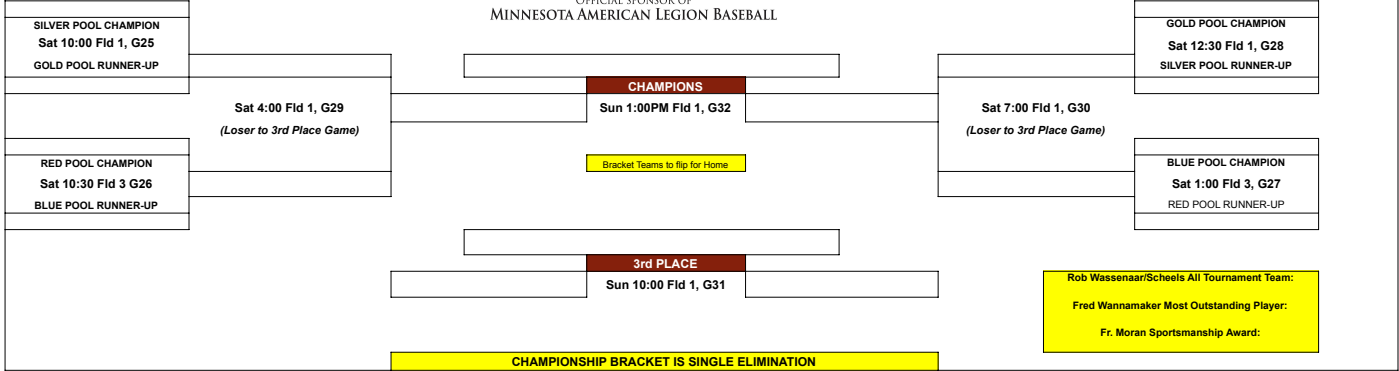 OFFICIAL SPONSOR OF
MINNESOTA AMERICAN LEGION BASEBALL
SILVER POOL CHAMPION
Sat 10:00 Fld 1, G25
GOLD POOL RUNNER-UP
GOLD POOL CHAMPION
Sat 12:30 Fld 1, G28
SILVER POOL RUNNER-UP
CHAMPIONS
Sat 4:00 Fld 1, G29
(Loser to 3rd Place Game)
Sun 1:00PM Fld 1, G32
Sat 7:00 Fld 1, G30
(Loser to 3rd Place Game)
RED POOL CHAMPION
Sat 10:30 Fld 3 G26
BLUE POOL RUNNER-UP
Bracket Teams to flip for Home
BLUE POOL CHAMPION
Sat 1:00 Fld 3, G27
RED POOL RUNNER-UP
3rd PLACE
Sun 10:00 Fld 1, G31
Rob Wassenaar/Scheels All Tournament Team:
Fred Wannamaker Most Outstanding Player:
Fr. Moran Sportsmanship Award:
CHAMPIONSHIP BRACKET IS SINGLE ELIMINATION